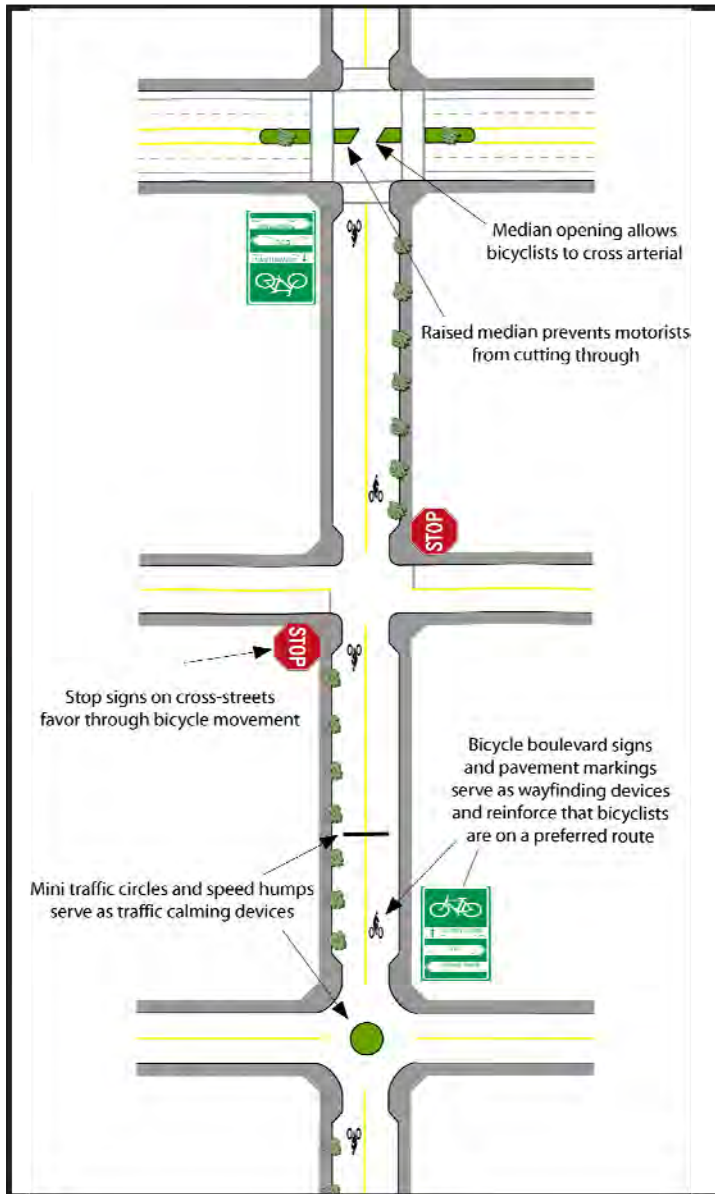 Median opening allows
bicyclists to cross arterial
Raised median prevents motorists
from cutting through
STOP
STOP
Stop signs on cross-streets
favor through bicycle movement
Bicycle boulevard signs
and pavement markings
serve as wayfinding devices
and reinforce that bicyclists
are on a preferred route
Mini traffic circles and speed humps
serve as traffic calming devices